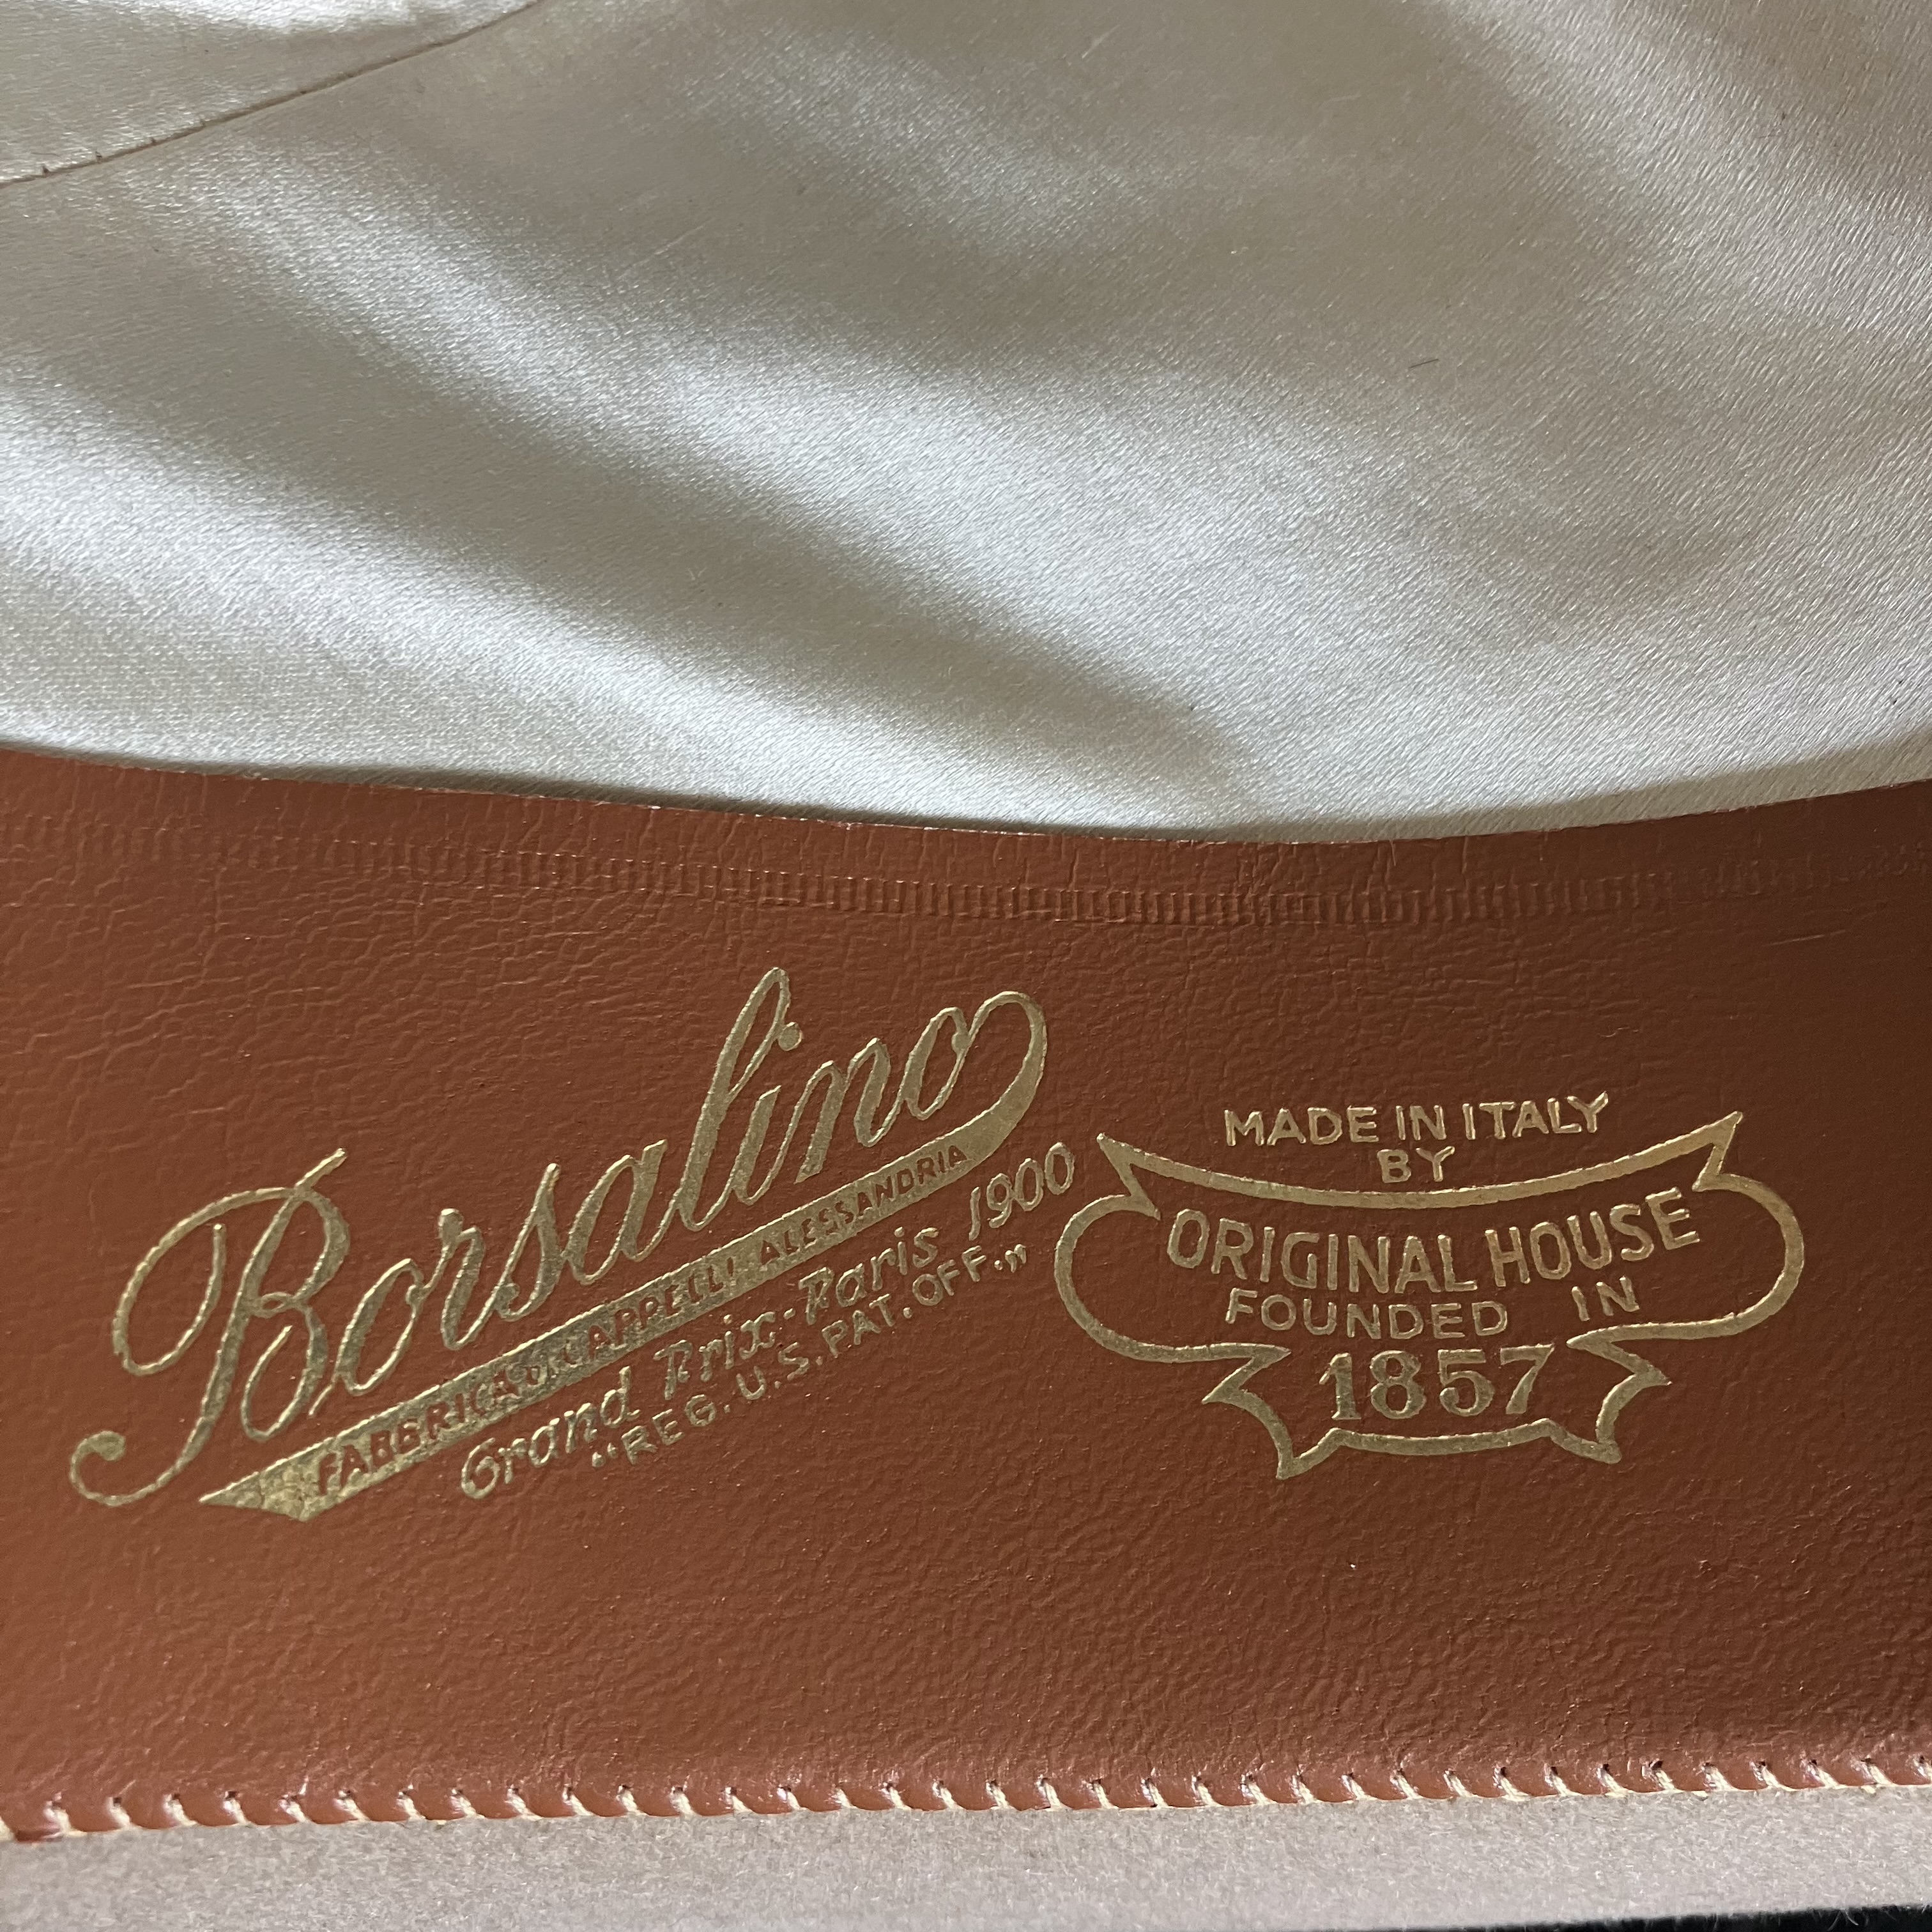 Borsalino
FABBRICA DI CAPPELLI ALESSANDRIA
Grand Prix-Paris 1900
"REG. U.S. PAT. OFF."
MADE IN ITALY
BY
ORIGINAL HOUSE
FOUNDED IN
1857